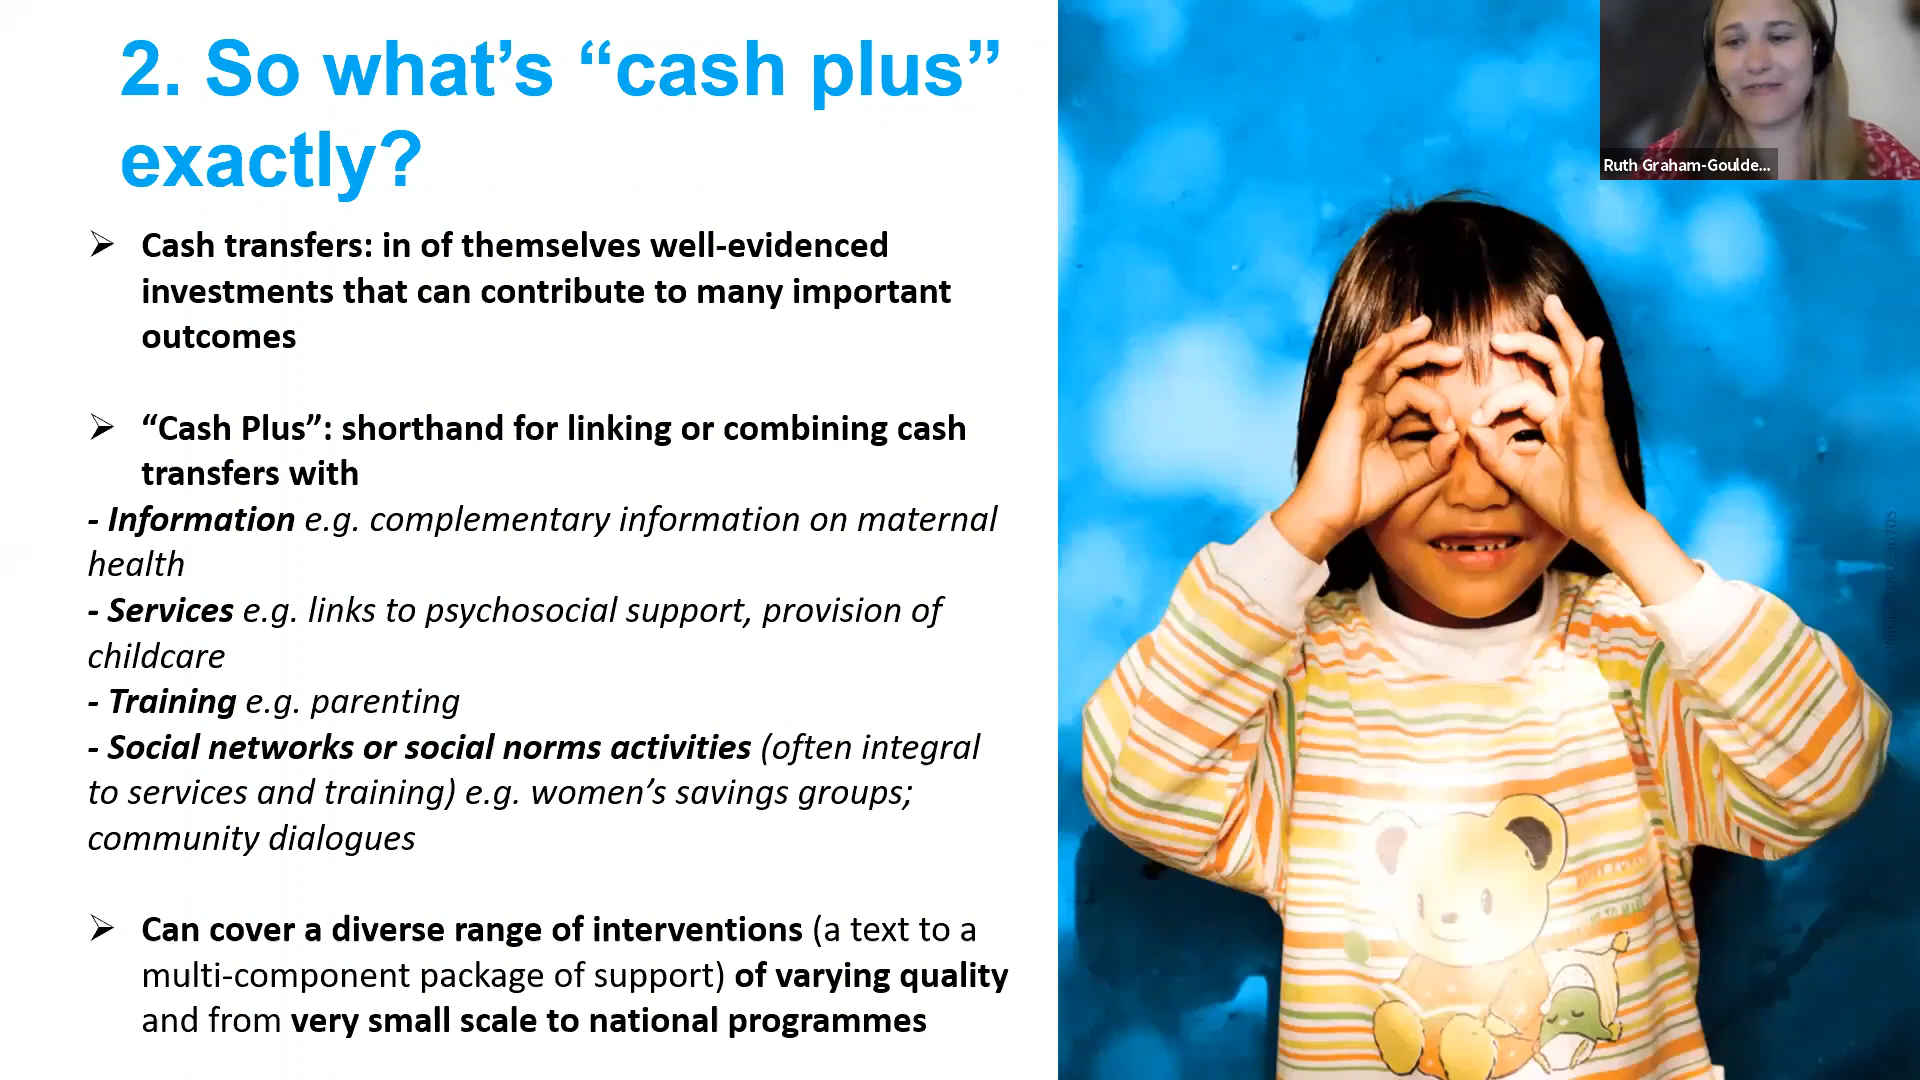 2. So what’s “cash plus”
exactly?
Ruth Graham-Goulde...
➢ Cash transfers: in of themselves well-evidenced
investments that can contribute to many important
outcomes
➢ “Cash Plus”: shorthand for linking or combining cash
transfers with
- Information e.g. complementary information on maternal
health
- Services e.g. links to psychosocial support, provision of
childcare
- Training e.g. parenting
- Social networks or social norms activities (often integral
to services and training) e.g. women’s savings groups;
community dialogues
➢ Can cover a diverse range of interventions (a text to a
multi-component package of support) of varying quality
and from very small scale to national programmes